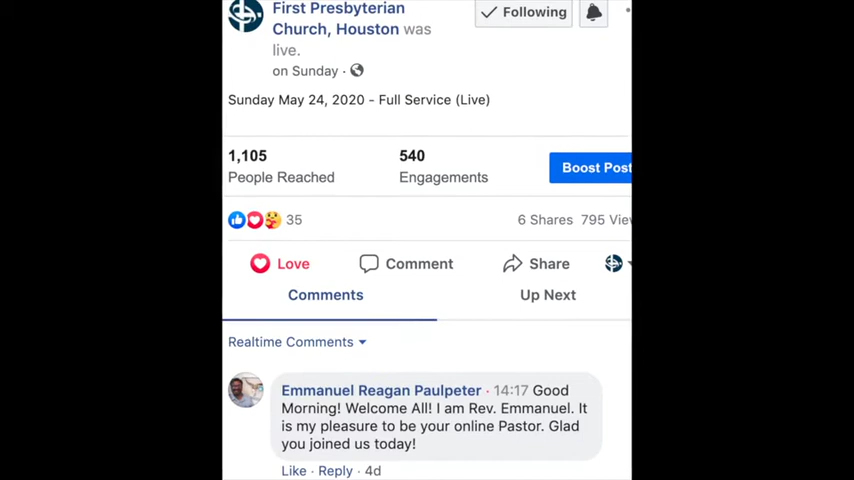 First Presbyterian
Church, Houston was
live.
Following
on Sunday ·
Sunday May 24, 2020 - Full Service (Live)
1,105
People Reached
540
Engagements
Boost Post
35
6 Shares 795 Vie
Love
Comment
Share
Comments
Up Next
Realtime Comments
Emmanuel Reagan Paulpeter · 14:17 Good
Morning! Welcome All! I am Rev. Emmanuel. It
is my pleasure to be your online Pastor. Glad
you joined us today!
Like · Reply · 4d